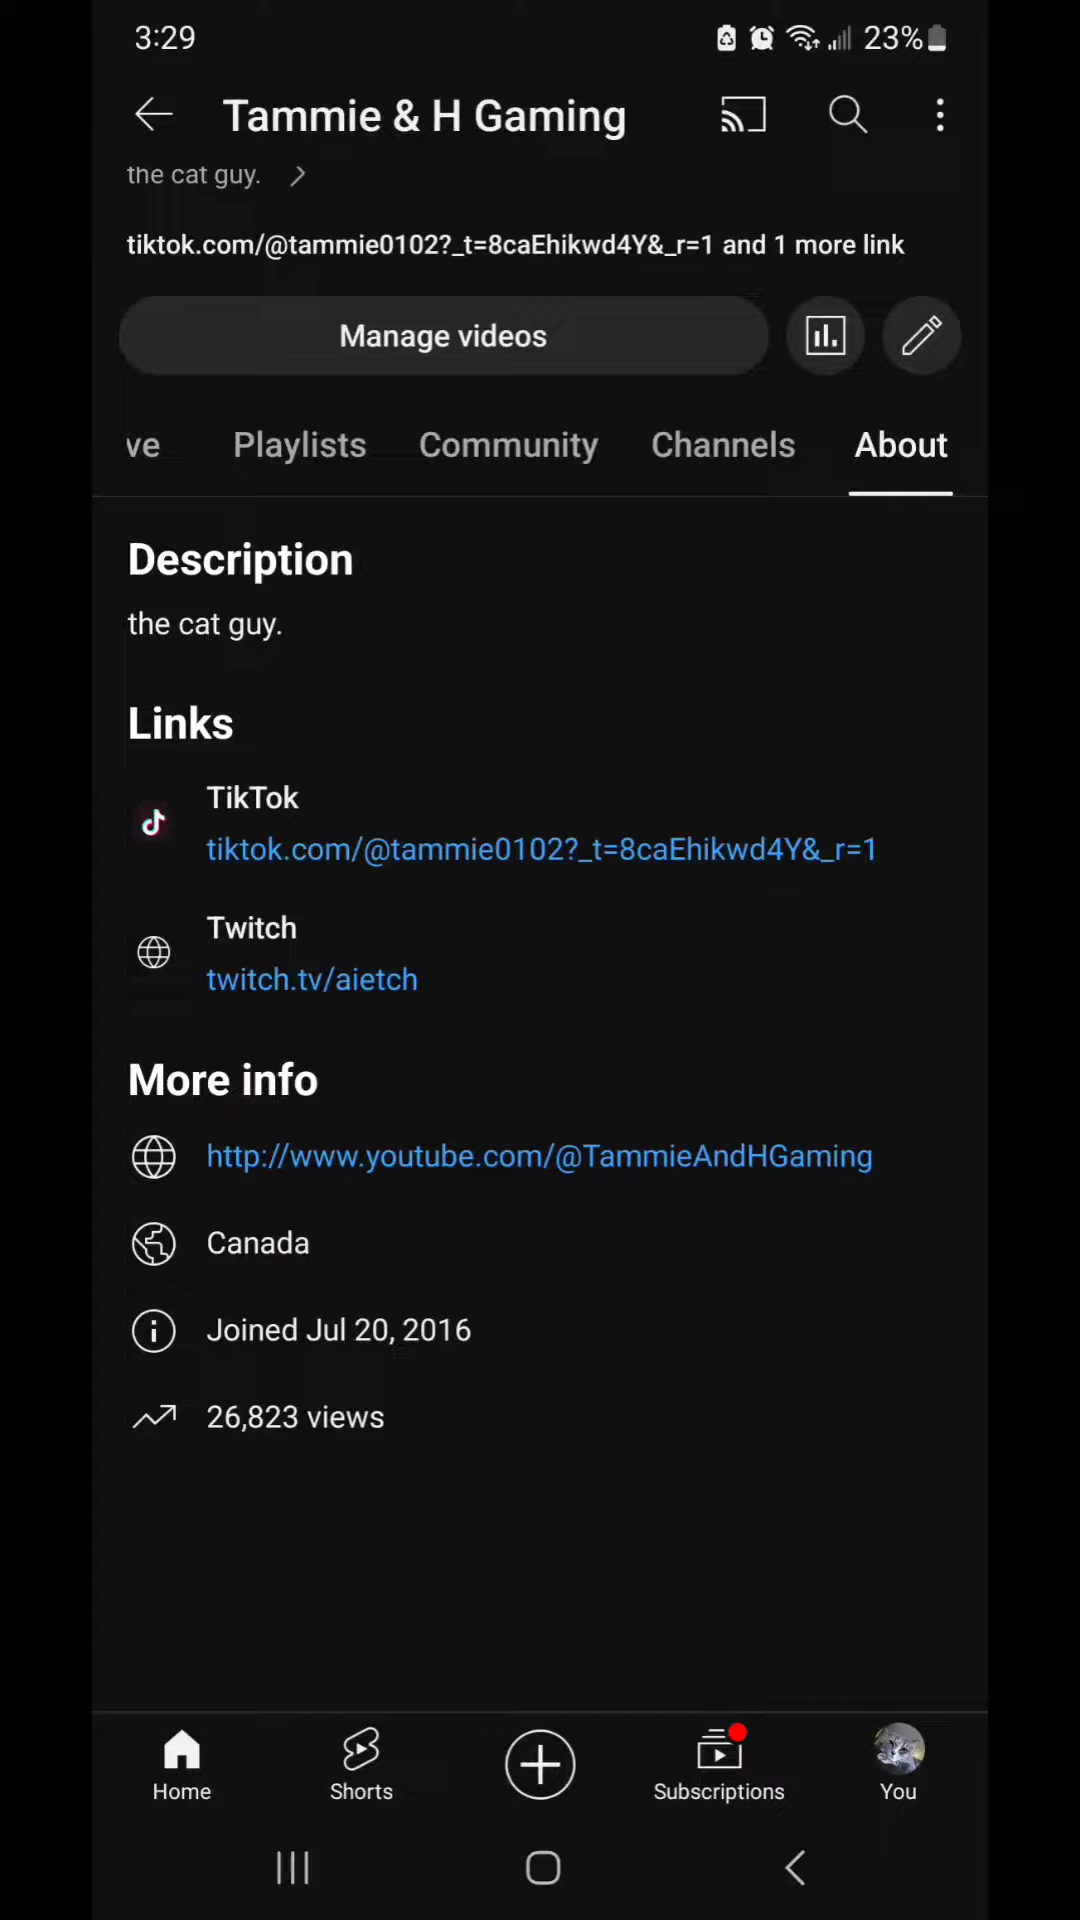 3:29
23%
Tammie & H Gaming
the cat guy.
tiktok.com/@tammie0102?_t=8caEhikwd4Y&_r=1 and 1 more link
Manage videos
ve Playlists Community Channels About
Description
the cat guy.
Links
TikTok
tiktok.com/@tammie0102?_t=8caEhikwd4Y&_r=1
Twitch
twitch.tv/aietch
More info
http://www.youtube.com/@TammieAndHGaming
Canada
Joined Jul 20, 2016
26,823 views
Home Shorts Subscriptions You